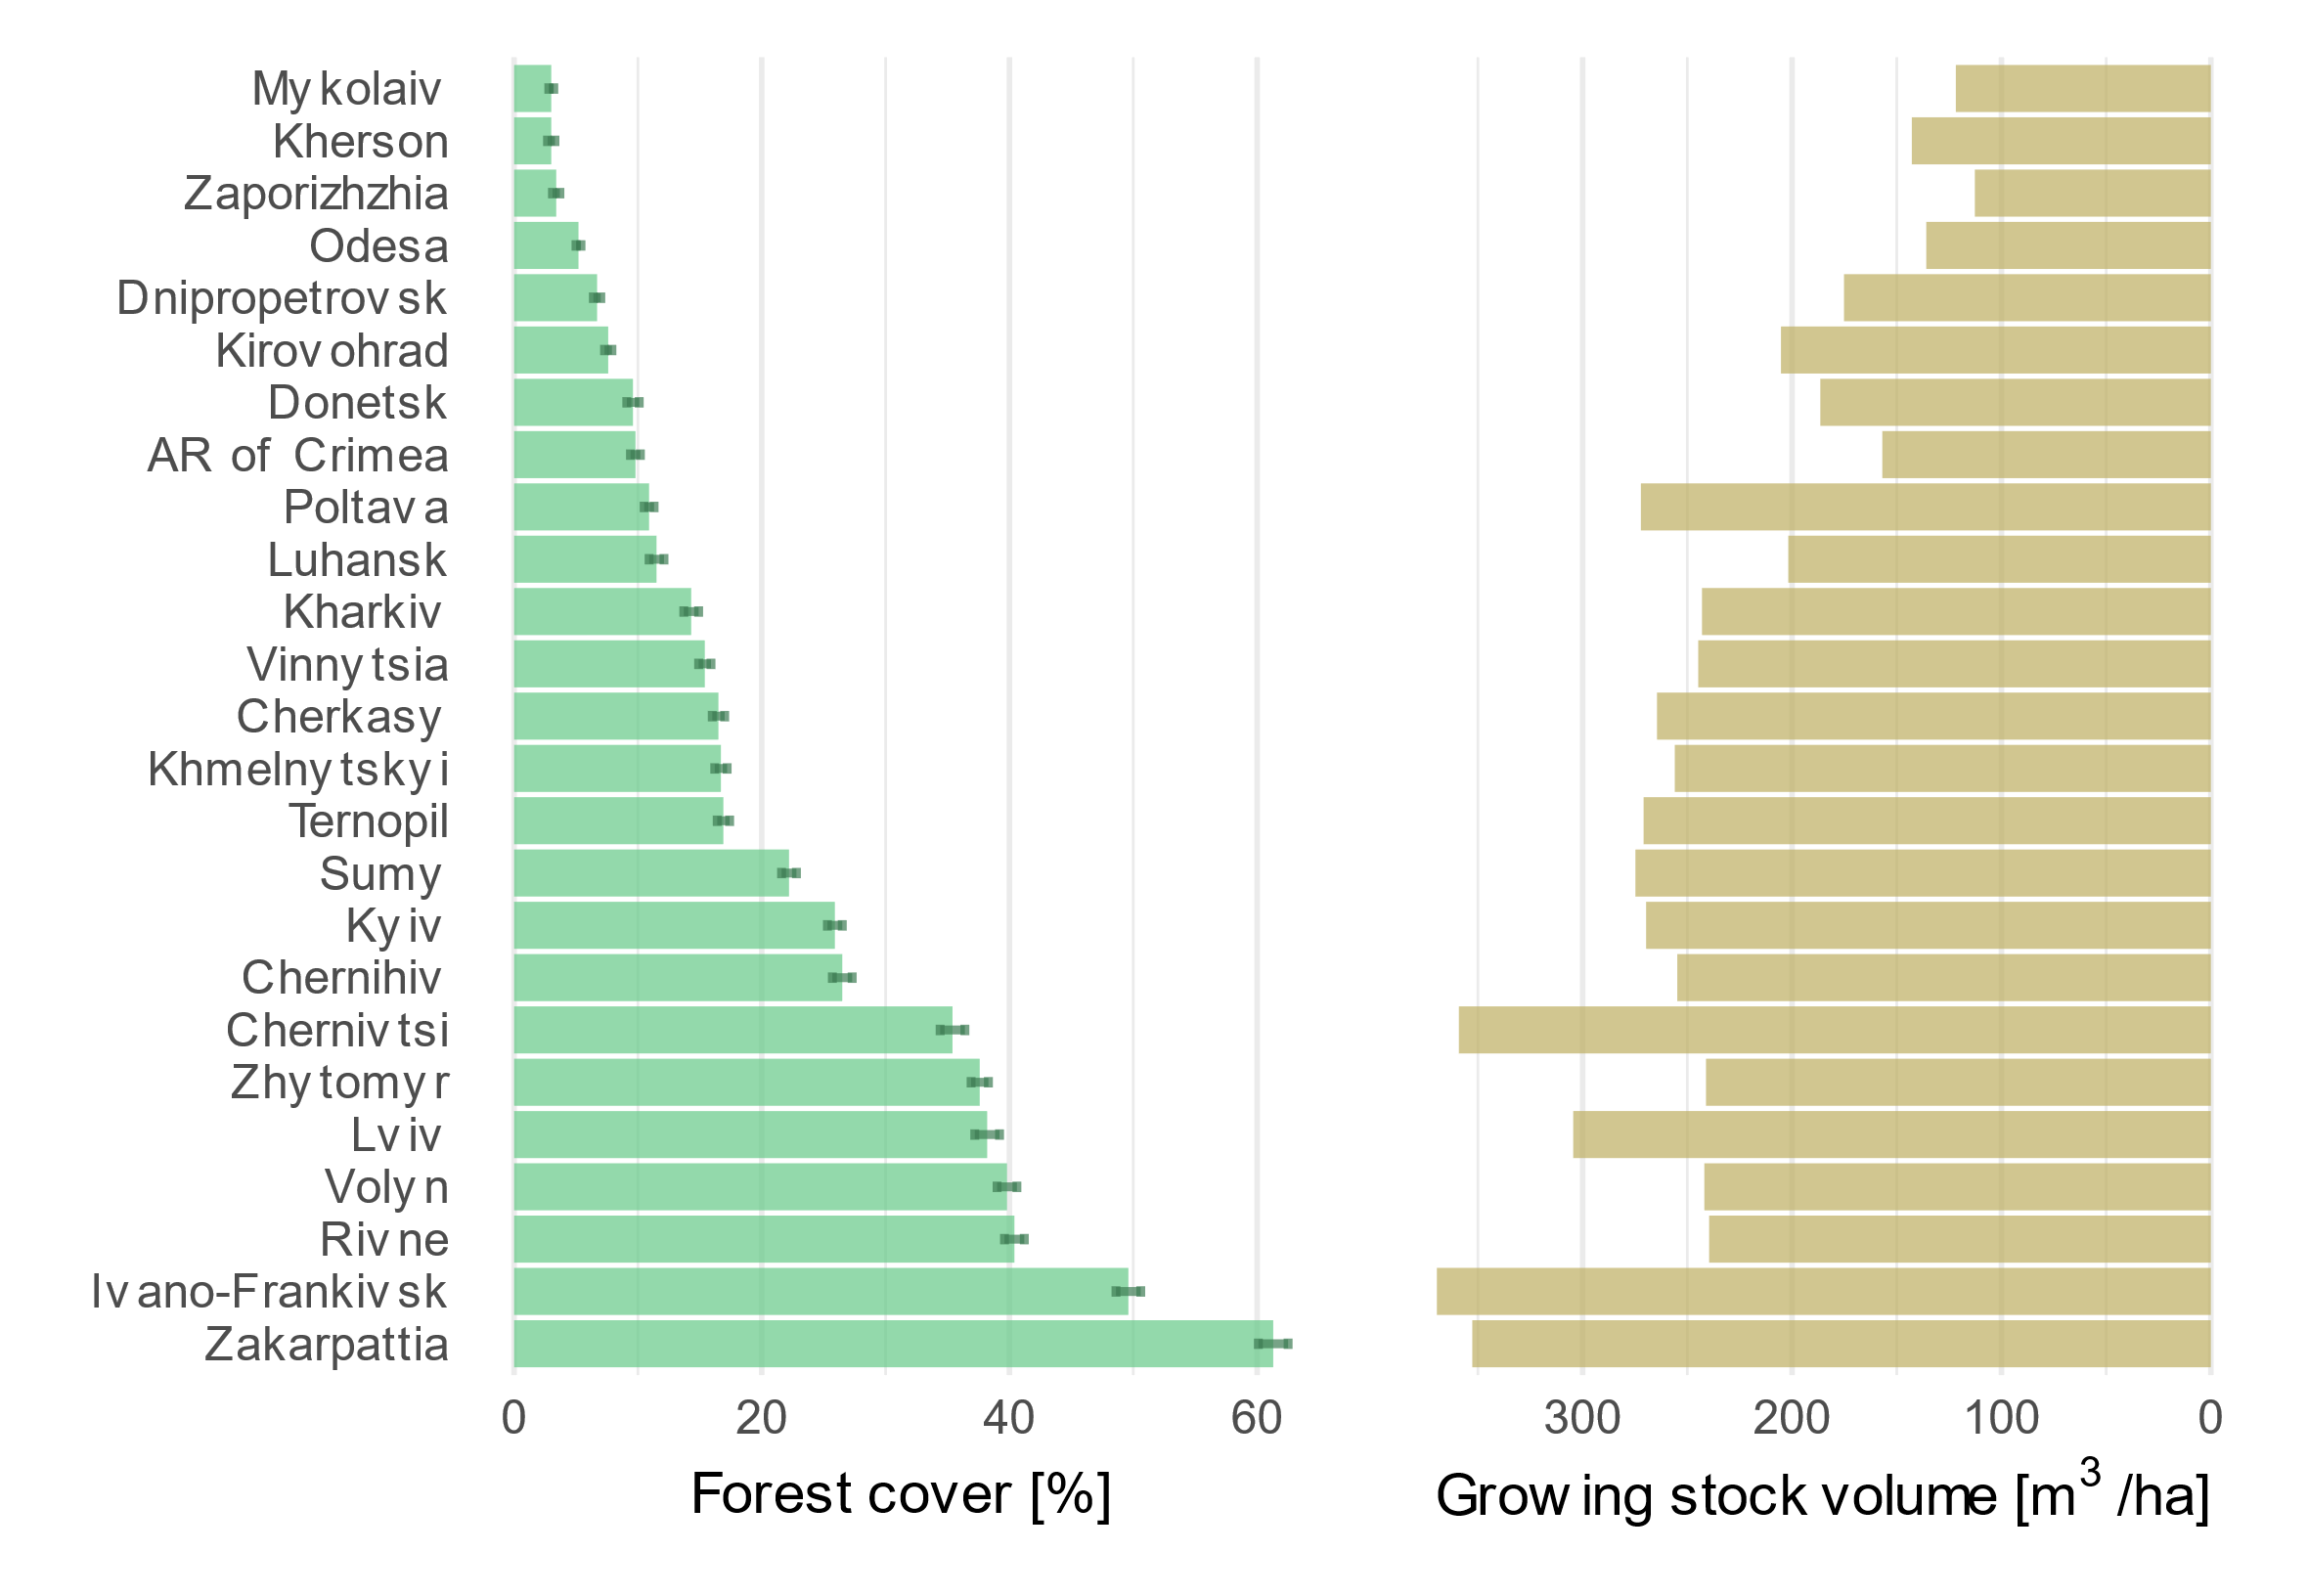 Mykolaiv
Kherson
Zaporizhzhia
Odesa
Dnipropetrovsk
Kirovohrad
Donetsk
AR of Crimea
Poltava
Luhansk
Kharkiv
Vinnytsia
Cherkasy
Khmelnytskyi
Ternopil
Sumy
Kyiv
Chernihiv
Chernivtsi
Zhytomyr
Lviv
Volyn
Rivne
Ivano-Frankivsk
Zakarpattia
0 20 40 60
Forest cover [%]
300 200 100 0
Growing stock volume [m³/ha]